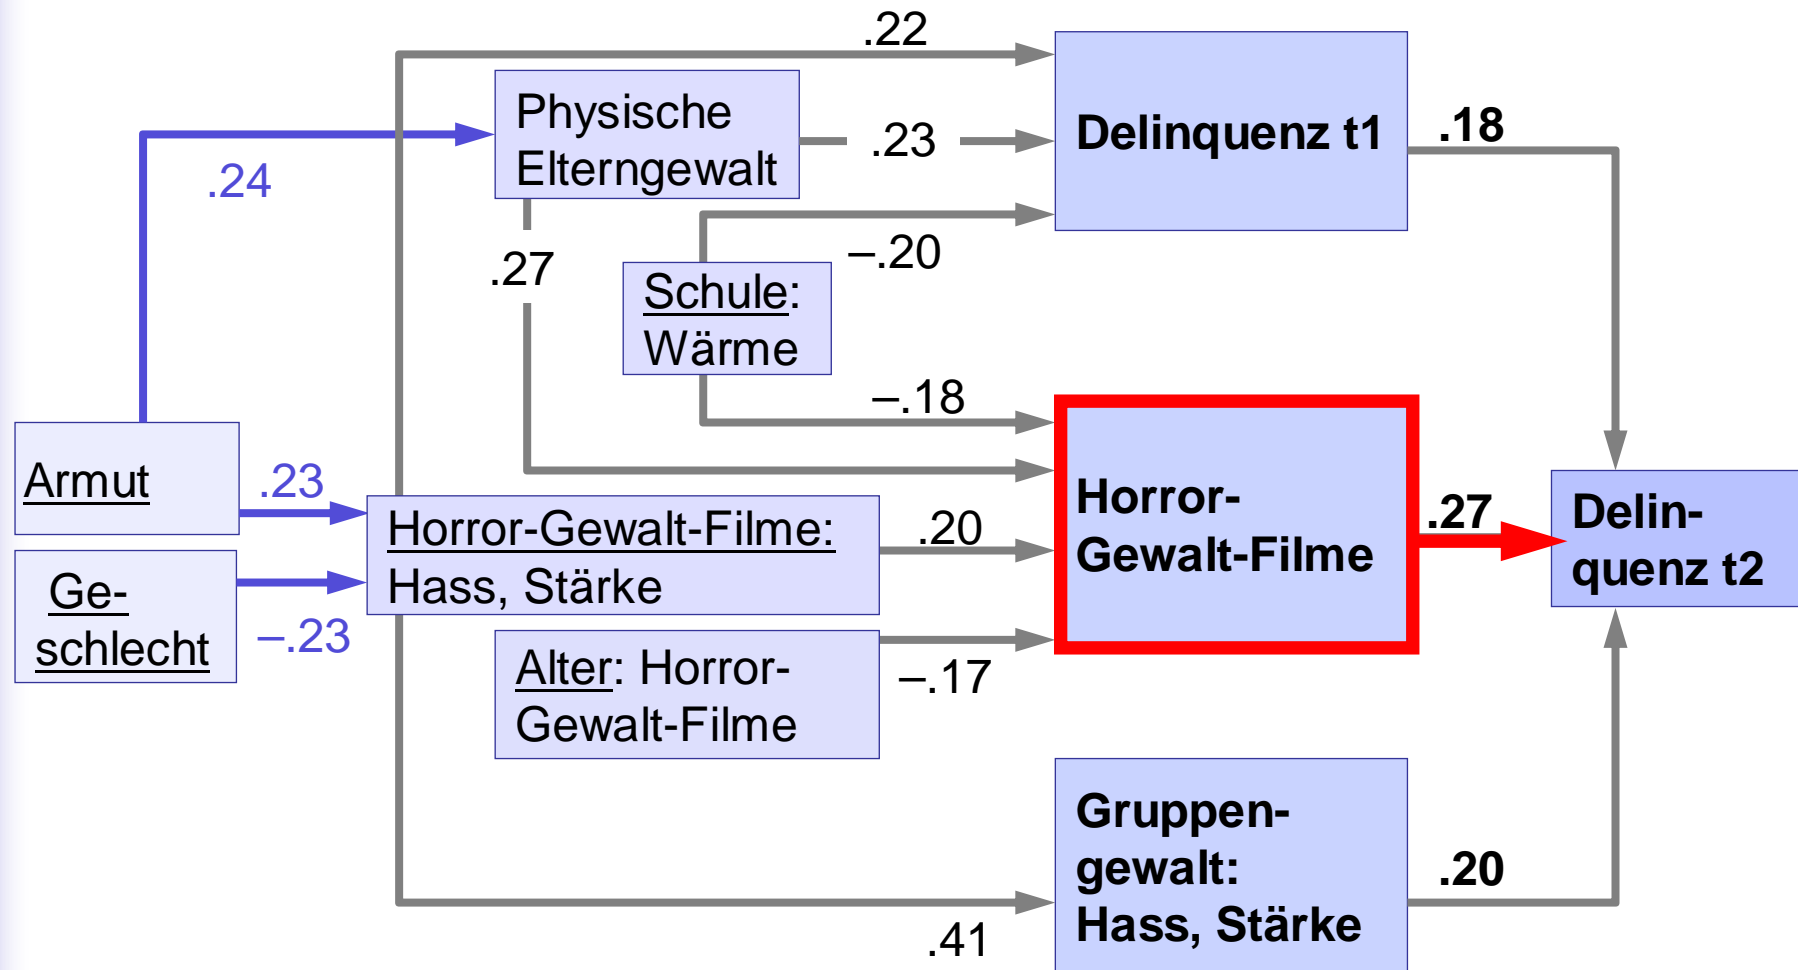 .22
Physische
Elterngewalt
.23
Delinquenz t1
.18
.24
–.20
.27
Schule:
Wärme
–.18
Armut
.23
Horror-Gewalt-Filme:
Hass, Stärke
.20
Horror-
Gewalt-Filme
.27
Delin-
quenz t2
Ge-
schlecht
–.23
Alter: Horror-
Gewalt-Filme
–.17
Gruppen-
gewalt:
Hass, Stärke
.20
.41